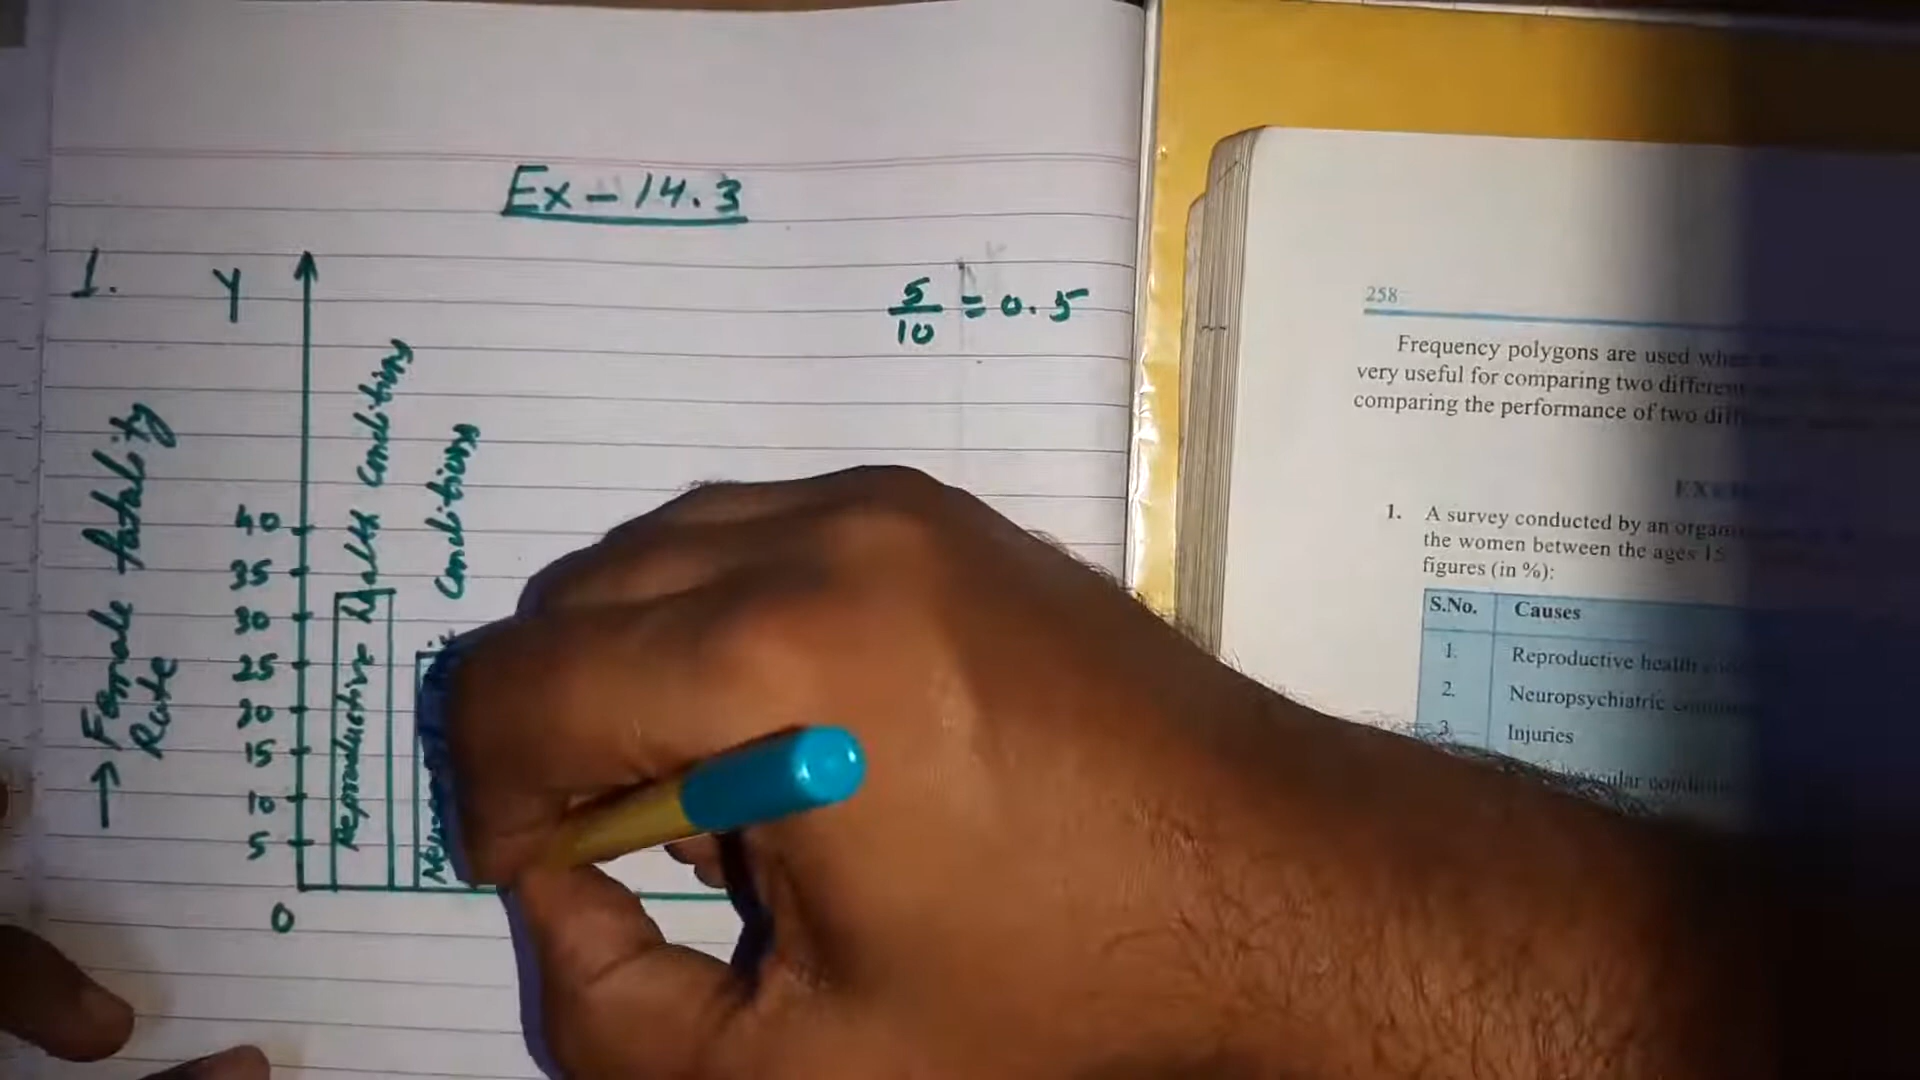 Ex - 14.3
1.
Y
5/10 = 0.5
→ Female fatality
Rate
40
35
30
25
20
15
10
5
0
Reproductive health conditions
conditions
258
Frequency polygons are used
very useful for comparing two different
comparing the performance of two
1. A survey conducted by an
the women between the ages 15
figures (in %):
S.No. Causes
1. Reproductive health
2. Neuropsychiatric
3. Injuries